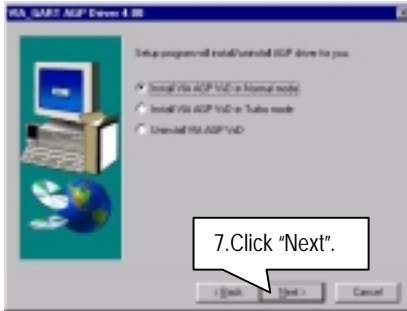 VIA_GART AGP Driver 4.00
Setup program will install/uninstall AGP driver for you.
Install VIA AGP VxD in Normal mode
Install VIA AGP VxD in Turbo mode
Uninstall VIA AGP VxD
7.Click "Next".
< Back
Next >
Cancel